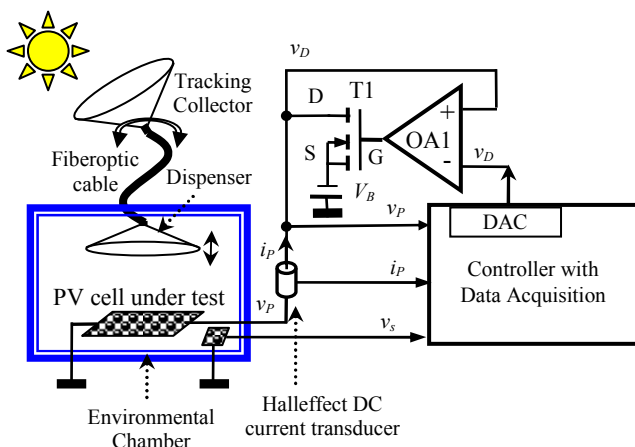 v_D
Tracking
Collector
D
T1
+
OA1
-
v_D
S
G
Fiberoptic
cable
Dispenser
V_B
DAC
v_P
i_P
i_P
Controller with
Data Acquisition
PV cell under test
v_P
v_s
Environmental
Chamber
Halleffect DC
current transducer